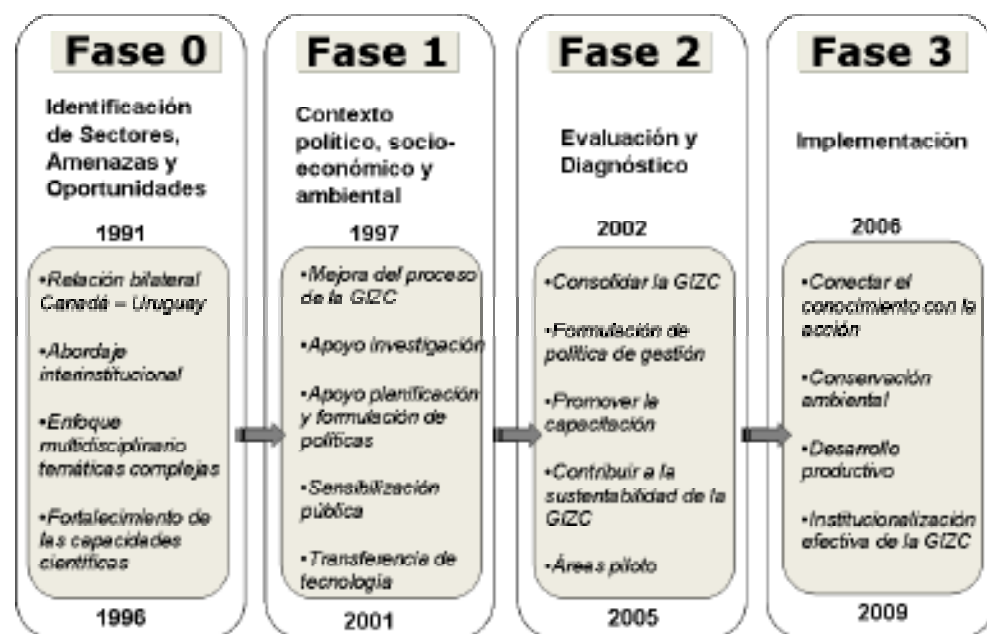 Fase 0
Identificación
de Sectores,
Amenazas y
Oportunidades
1991
•Relación bilateral
Canadá – Uruguay
•Abordaje
interinstitucional
•Enfoque
multidisciplinario
temáticas complejas
•Fortalecimiento de
las capacidades
científicas
1996
Fase 1
Contexto
político, socio-
económico y
ambiental
1997
•Mejora del proceso
de la GIZC
•Apoyo investigación
•Apoyo planificación
y formulación de
políticas
•Sensibilización
pública
•Transferencia de
tecnología
2001
Fase 2
Evaluación y
Diagnóstico
2002
•Consolidar la GIZC
•Formulación de
política de gestión
•Promover la
capacitación
•Contribuir a la
sustentabilidad de la
GIZC
•Áreas piloto
2005
Fase 3
Implementación
2006
•Conectar el
conocimiento con la
acción
•Conservación
ambiental
•Desarrollo
productivo
•Institucionalización
efectiva de la GIZC
2009